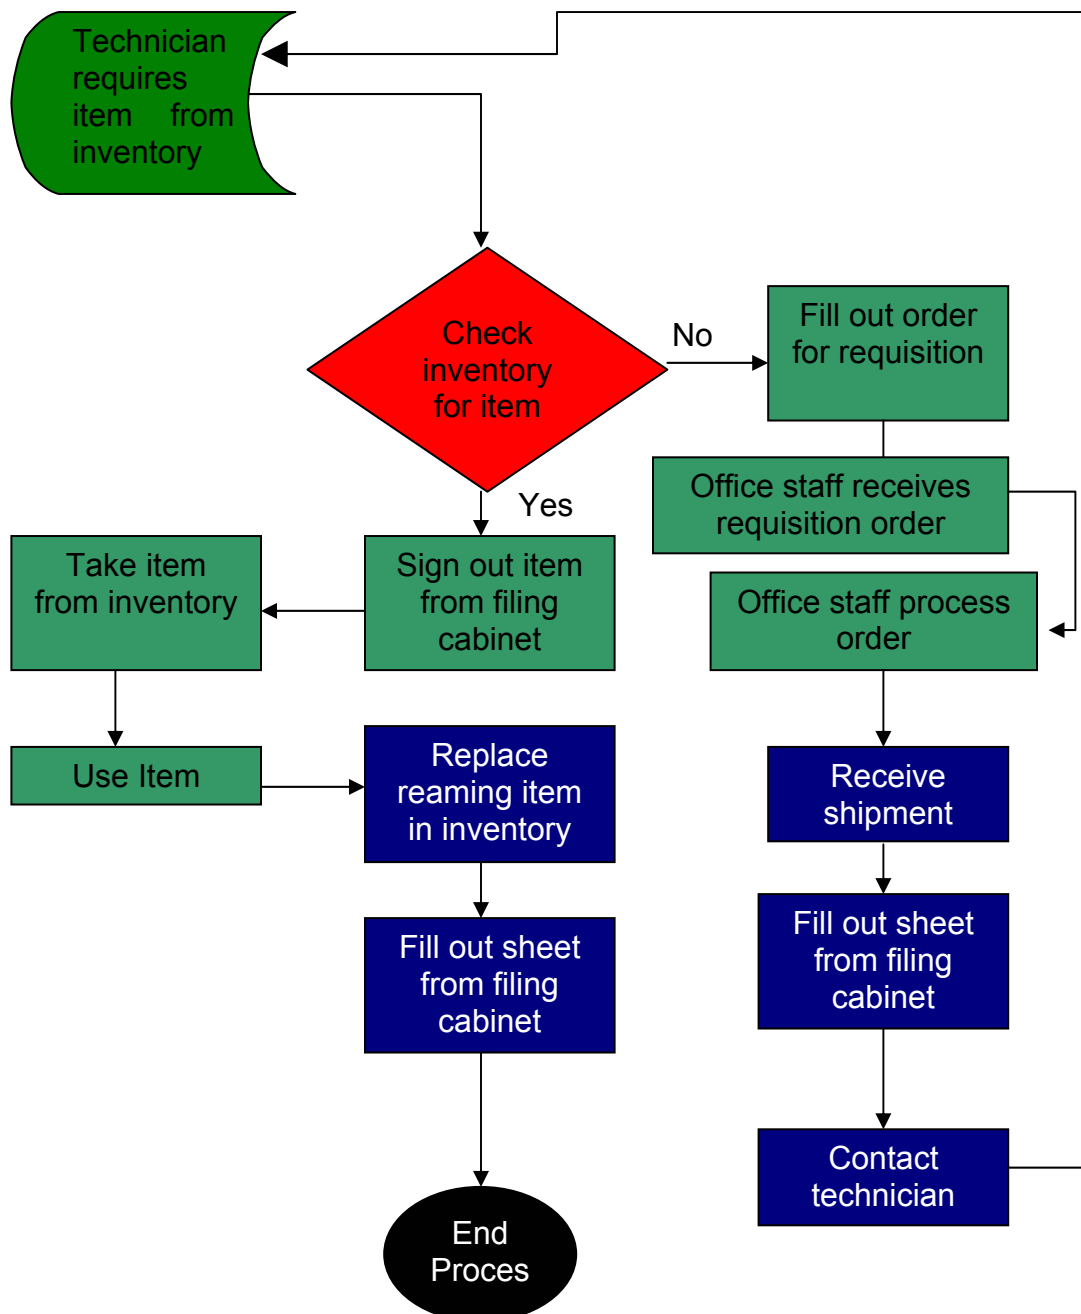 Technician
requires
item from
inventory
Check
inventory
for item
No
Fill out order
for requisition
Office staff receives
requisition order
Yes
Take item
from inventory
Sign out item
from filing
cabinet
Office staff process
order
Use Item
Replace
reaming item
in inventory
Receive
shipment
Fill out sheet
from filing
cabinet
Fill out sheet
from filing
cabinet
Contact
technician
End
Proces